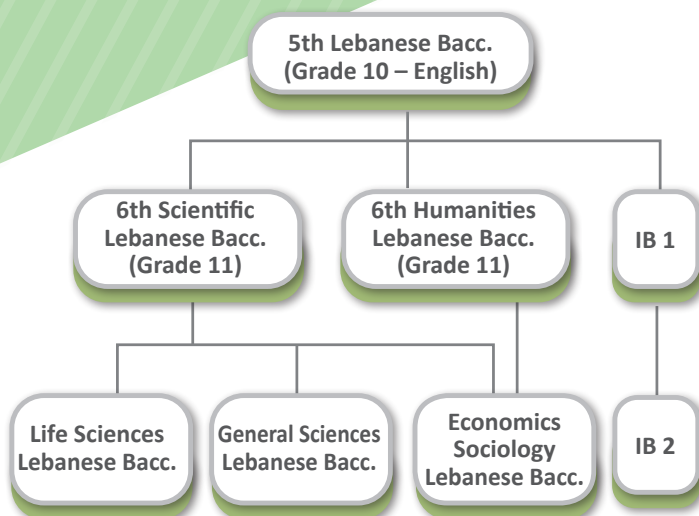 5th Lebanese Bacc.
(Grade 10 – English)
6th Scientific
Lebanese Bacc.
(Grade 11)
6th Humanities
Lebanese Bacc.
(Grade 11)
IB 1
Life Sciences
Lebanese Bacc.
General Sciences
Lebanese Bacc.
Economics
Sociology
Lebanese Bacc.
IB 2